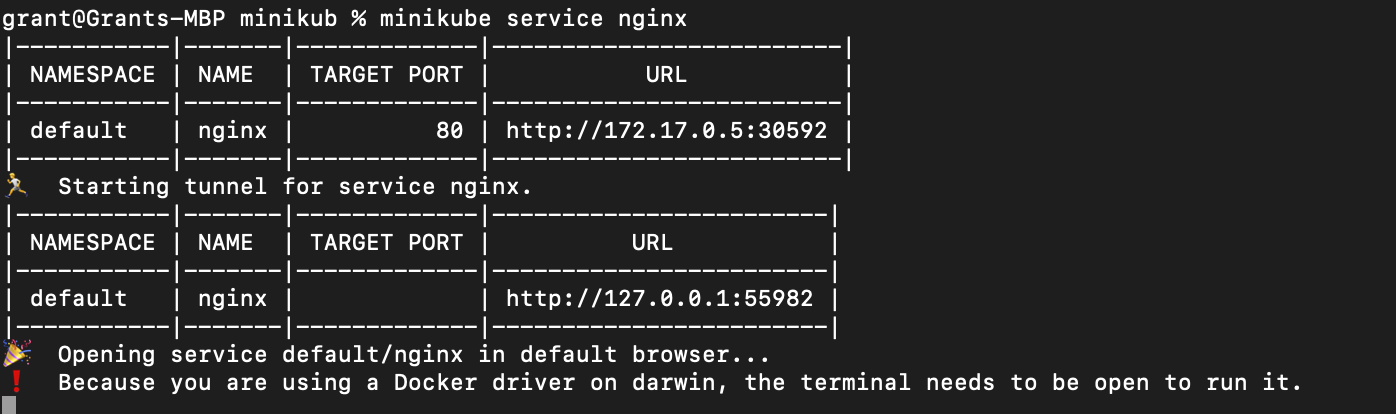 grant@Grants-MBP minikub % minikube service nginx
|-----------|-------|-------------|-------------------------|
| NAMESPACE | NAME  | TARGET PORT |           URL           |
|-----------|-------|-------------|-------------------------|
| default   | nginx |          80 | http://172.17.0.5:30592 |
|-----------|-------|-------------|-------------------------|
🏃  Starting tunnel for service nginx.
|-----------|-------|-------------|------------------------|
| NAMESPACE | NAME  | TARGET PORT |          URL           |
|-----------|-------|-------------|------------------------|
| default   | nginx |             | http://127.0.0.1:55982 |
|-----------|-------|-------------|------------------------|
🎉  Opening service default/nginx in default browser...
❗  Because you are using a Docker driver on darwin, the terminal needs to be open to run it.